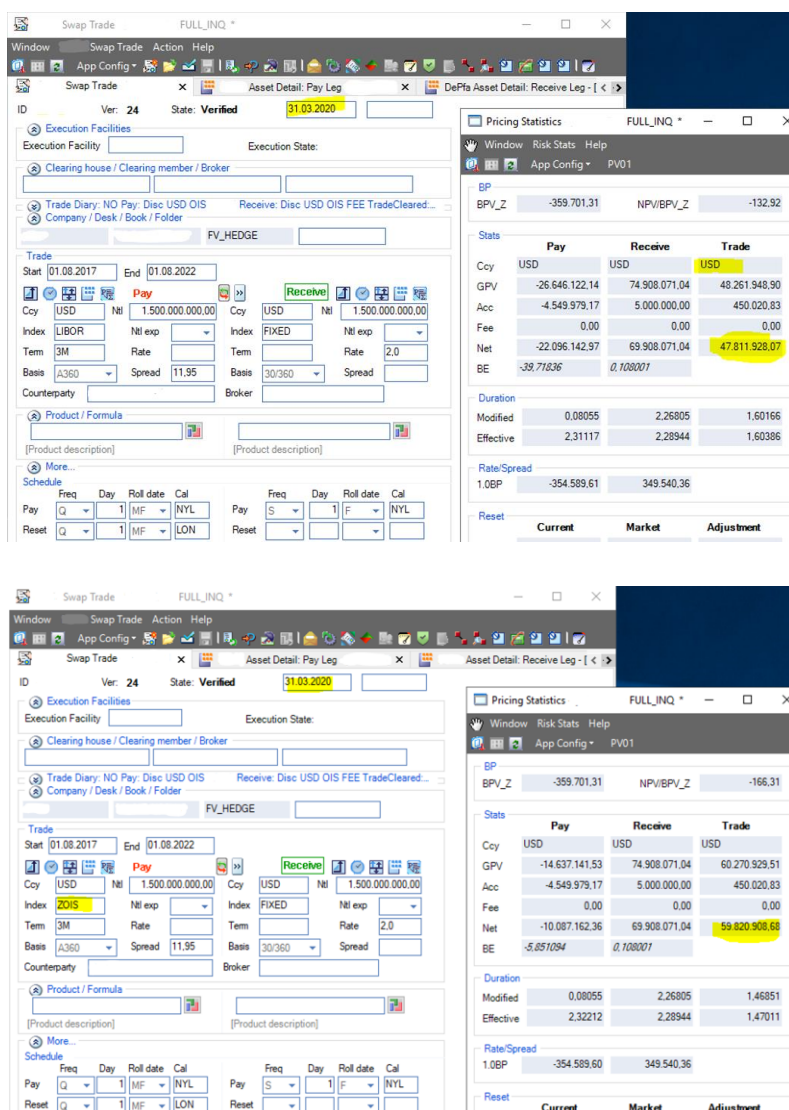 Swap Trade FULL_INQ *
Window Swap Trade Action Help
App Config
Swap Trade x Asset Detail: Pay Leg x DePfa Asset Detail: Receive Leg - [
ID Ver: 24 State: Verified 31.03.2020
Execution Facilities
Execution Facility Execution State:
Clearing house / Clearing member / Broker
Trade Diary: NO Pay: Disc USD OIS Receive: Disc USD OIS FEE TradeCleared:...
Company / Desk / Book / Folder
FV_HEDGE
Trade
Start 01.08.2017 End 01.08.2022
Pay Receive
Ccy USD Ntl 1.500.000.000,00 Ccy USD Ntl 1.500.000.000,00
Index LIBOR Ntl exp Index FIXED Ntl exp
Term 3M Rate Term Rate 2,0
Basis A360 Spread 11,95 Basis 30/360 Spread
Counterparty Broker
Product / Formula
[Product description] [Product description]
More...
Schedule
Freq Day Roll date Cal Freq Day Roll date Cal
Pay Q 1 MF NYL Pay S 1 F NYL
Reset Q 1 MF LON Reset
Pricing Statistics FULL_INQ *
Window Risk Stats Help
App Config PV01
BP
BPV_Z -359.701,31 NPV/BPV_Z -132,92
Stats
Pay Receive Trade
Ccy USD USD USD
GPV -26.646.122,14 74.908.071,04 48.261.948,90
Acc -4.549.979,17 5.000.000,00 450.020,83
Fee 0,00 0,00 0,00
Net -22.096.142,97 69.908.071,04 47.811.928,07
BE -39,71836 0,108001
Duration
Modified 0,08055 2,26805 1,60166
Effective 2,31117 2,28944 1,60386
Rate/Spread
1.0BP -354.589,61 349.540,36
Reset
Current Market Adjustment
Swap Trade FULL_INQ *
Window Swap Trade Action Help
App Config
Swap Trade x Asset Detail: Pay Leg x Asset Detail: Receive Leg - [
ID Ver: 24 State: Verified 31.03.2020
Execution Facilities
Execution Facility Execution State:
Clearing house / Clearing member / Broker
Trade Diary: NO Pay: Disc USD OIS Receive: Disc USD OIS FEE TradeCleared:...
Company / Desk / Book / Folder
FV_HEDGE
Trade
Start 01.08.2017 End 01.08.2022
Pay Receive
Ccy USD Ntl 1.500.000.000,00 Ccy USD Ntl 1.500.000.000,00
Index ZOIS Ntl exp Index FIXED Ntl exp
Term 3M Rate Term Rate 2,0
Basis A360 Spread 11,95 Basis 30/360 Spread
Counterparty Broker
Product / Formula
[Product description] [Product description]
More...
Schedule
Freq Day Roll date Cal Freq Day Roll date Cal
Pay Q 1 MF NYL Pay S 1 F NYL
Reset Q 1 MF LON Reset
Pricing Statistics FULL_INQ *
Window Risk Stats Help
App Config PV01
BP
BPV_Z -359.701,31 NPV/BPV_Z -166,31
Stats
Pay Receive Trade
Ccy USD USD USD
GPV -14.637.141,53 74.908.071,04 60.270.929,51
Acc -4.549.979,17 5.000.000,00 450.020,83
Fee 0,00 0,00 0,00
Net -10.087.162,36 69.908.071,04 59.820.908,68
BE -5,851094 0,108001
Duration
Modified 0,08055 2,26805 1,46851
Effective 2,32212 2,28944 1,47011
Rate/Spread
1.0BP -354.589,60 349.540,36
Reset
Current Market Adjustment